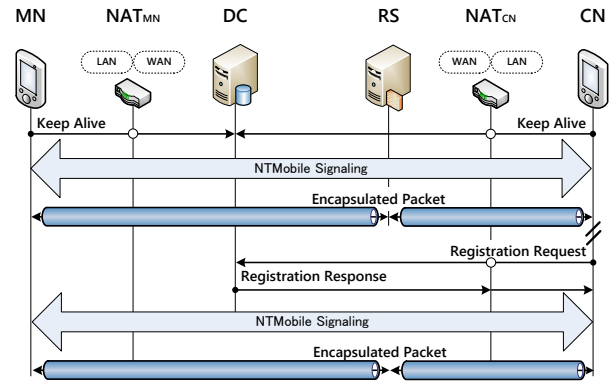 MN NATMN DC RS NATCN CN
LAN WAN WAN LAN
Keep Alive Keep Alive
NTMobile Signaling
Encapsulated Packet
Registration Request
Registration Response
NTMobile Signaling
Encapsulated Packet